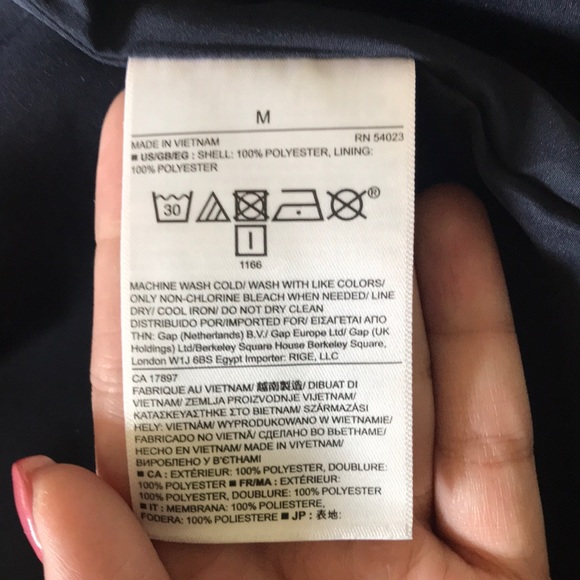 M
MADE IN VIETNAM RN 54023
■ US/GB/EG : SHELL: 100% POLYESTER, LINING:
100% POLYESTER
30
®
I
1166
MACHINE WASH COLD/ WASH WITH LIKE COLORS/
ONLY NON-CHLORINE BLEACH WHEN NEEDED/ LINE
DRY/ COOL IRON/ DO NOT DRY CLEAN
DISTRIBUIDO POR/IMPORTED FOR/ ΕΙΣΑΓΕΤΑΙ ΑΠΟ
ΤΗΝ: Gap (Netherlands) B.V./ Gap Europe Ltd/ Gap (UK
Holdings) Ltd/Berkeley Square House Berkeley Square,
London W1J 6BS Egypt Importer: RIGE, LLC
CA 17897
FABRIQUE AU VIETNAM/ 越南製造/ DIBUAT DI
VIETNAM/ ZEMLJA PROIZVODNJE VIJETNAM/
ΚΑΤΑΣΚΕΥΑΣΤΗΚΕ ΣΤΟ ΒΙΕΤΝΑΜ/ SZÁRMAZÁSI
HELY: VIETNÁM/ WYPRODUKOWANO W WIETNAMIE/
FABRICADO NO VIETNÃ/ СДЕЛАНО ВО ВЬЕТНАМЕ/
HECHO EN VIETNAM/ MADE IN VIYETNAM/
ВИРОБЛЕНО У В'ЄТНАМІ
■ CA : EXTÉRIEUR: 100% POLYESTER, DOUBLURE:
100% POLYESTER ■ FR/MA : EXTÉRIEUR:
100% POLYESTER, DOUBLURE: 100% POLYESTER
■ IT : MEMBRANA: 100% POLIESTERE,
FODERA: 100% POLIESTERE ■ JP : 表地: